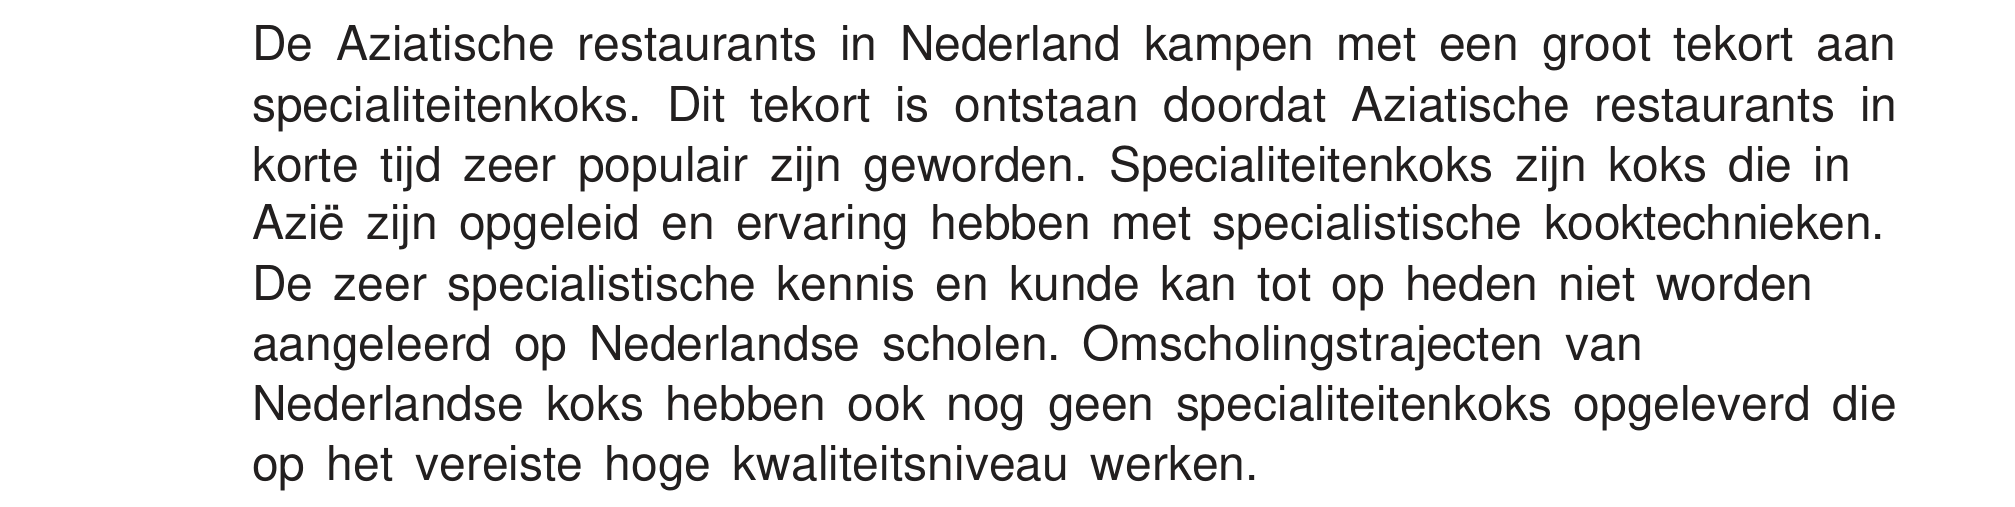 De Aziatische restaurants in Nederland kampen met een groot tekort aan
specialiteitenkoks. Dit tekort is ontstaan doordat Aziatische restaurants in
korte tijd zeer populair zijn geworden. Specialiteitenkoks zijn koks die in
Azië zijn opgeleid en ervaring hebben met specialistische kooktechnieken.
De zeer specialistische kennis en kunde kan tot op heden niet worden
aangeleerd op Nederlandse scholen. Omscholingstrajecten van
Nederlandse koks hebben ook nog geen specialiteitenkoks opgeleverd die
op het vereiste hoge kwaliteitsniveau werken.